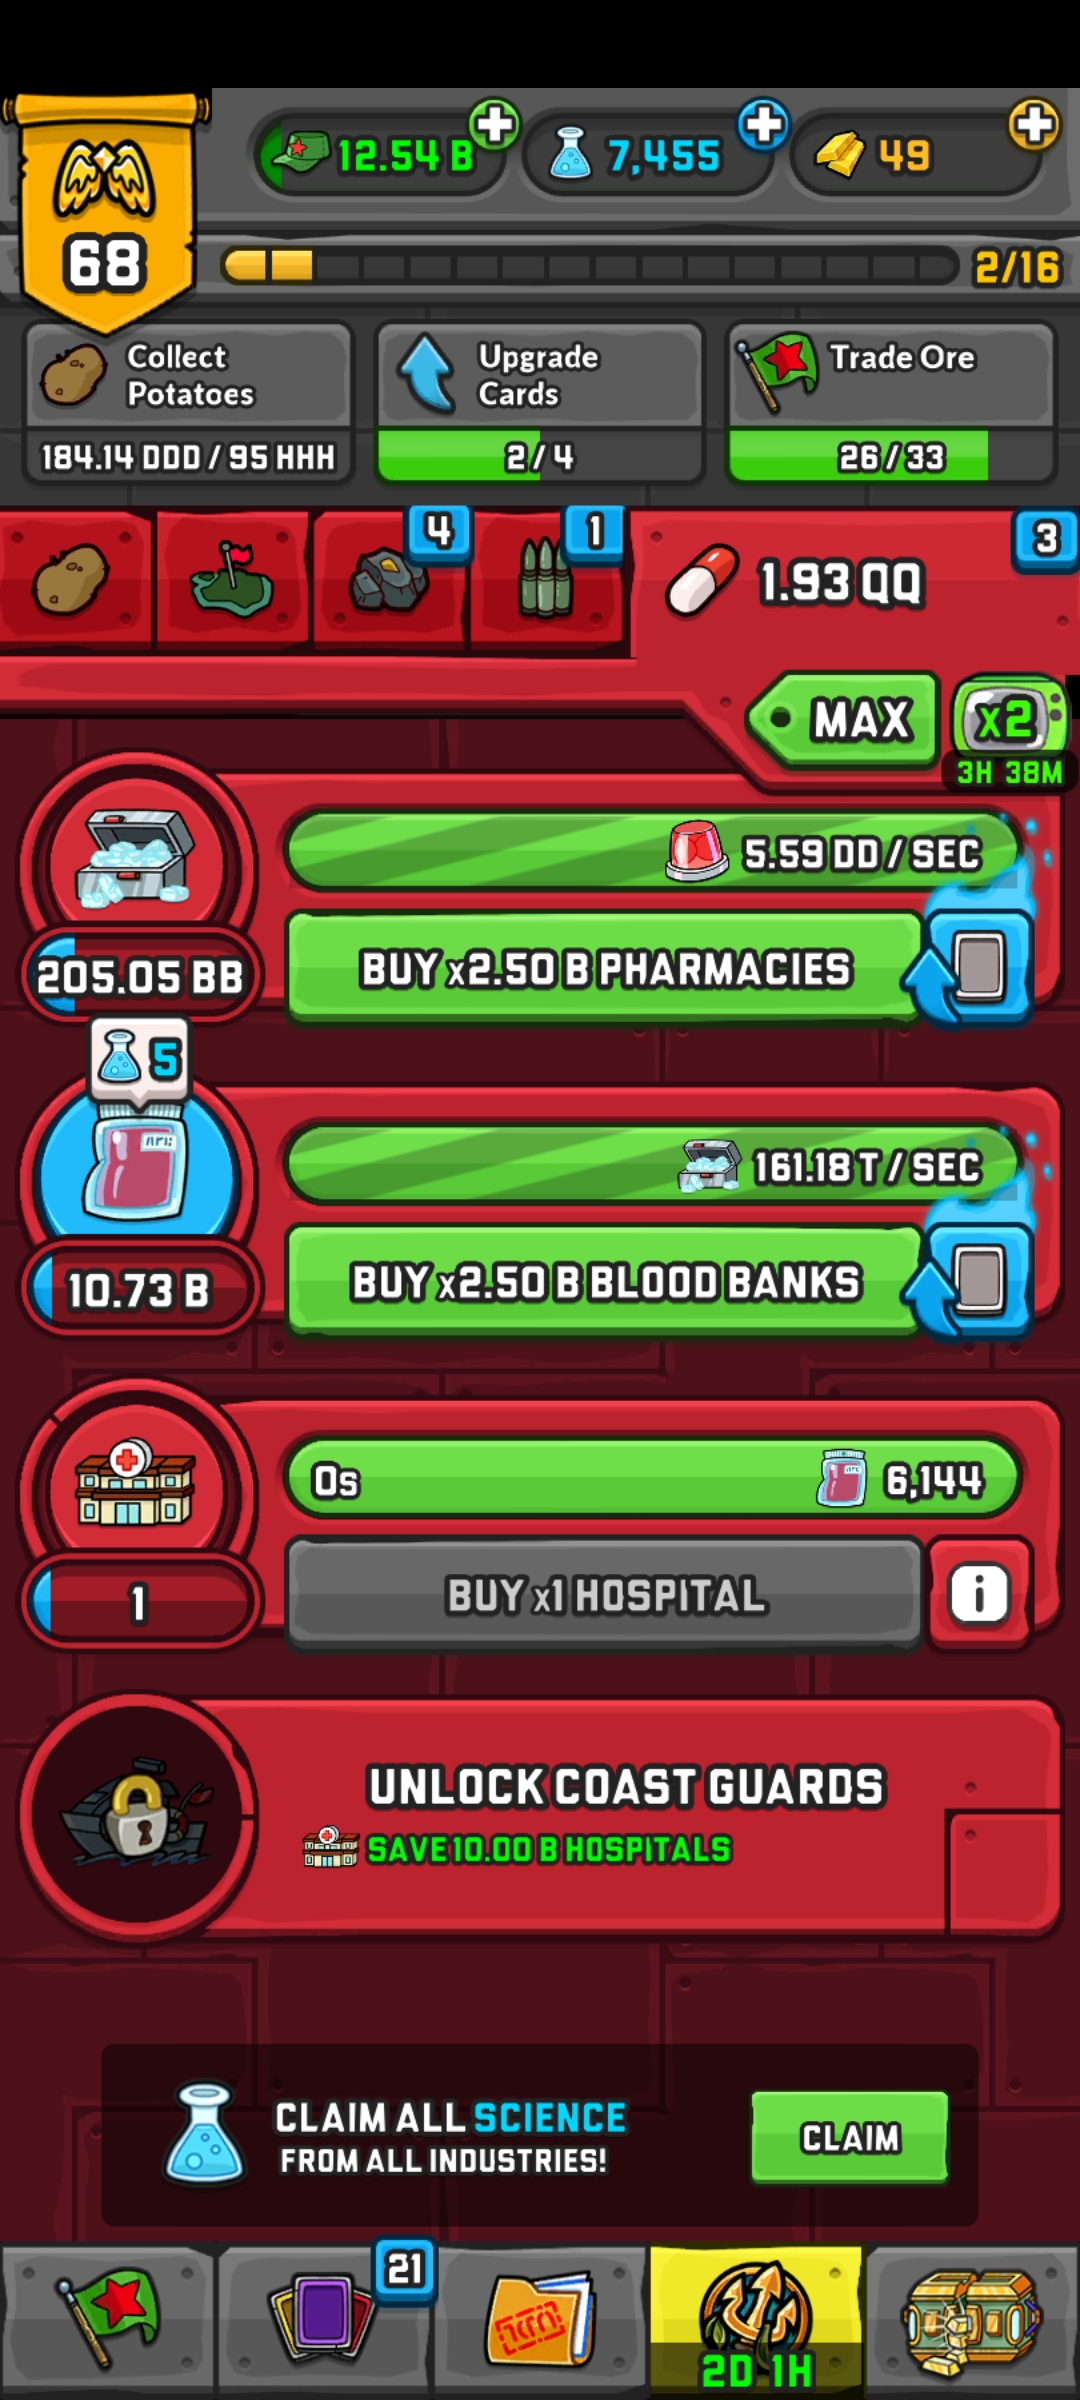 12.54 B
7,455
49
68
2/16
Collect
Potatoes
184.14 DDD / 95 HHH
Upgrade
Cards
2/4
Trade Ore
26/33
4
1
3
1.93 QQ
MAX
x2
3H 38M
5.59 DD / SEC
205.05 BB
BUY x2.50 B PHARMACIES
5
161.18 T / SEC
10.73 B
BUY x2.50 B BLOOD BANKS
0s
6,144
1
BUY x1 HOSPITAL
i
UNLOCK COAST GUARDS
SAVE 10.00 B HOSPITALS
CLAIM ALL SCIENCE
FROM ALL INDUSTRIES!
CLAIM
21
2D 1H